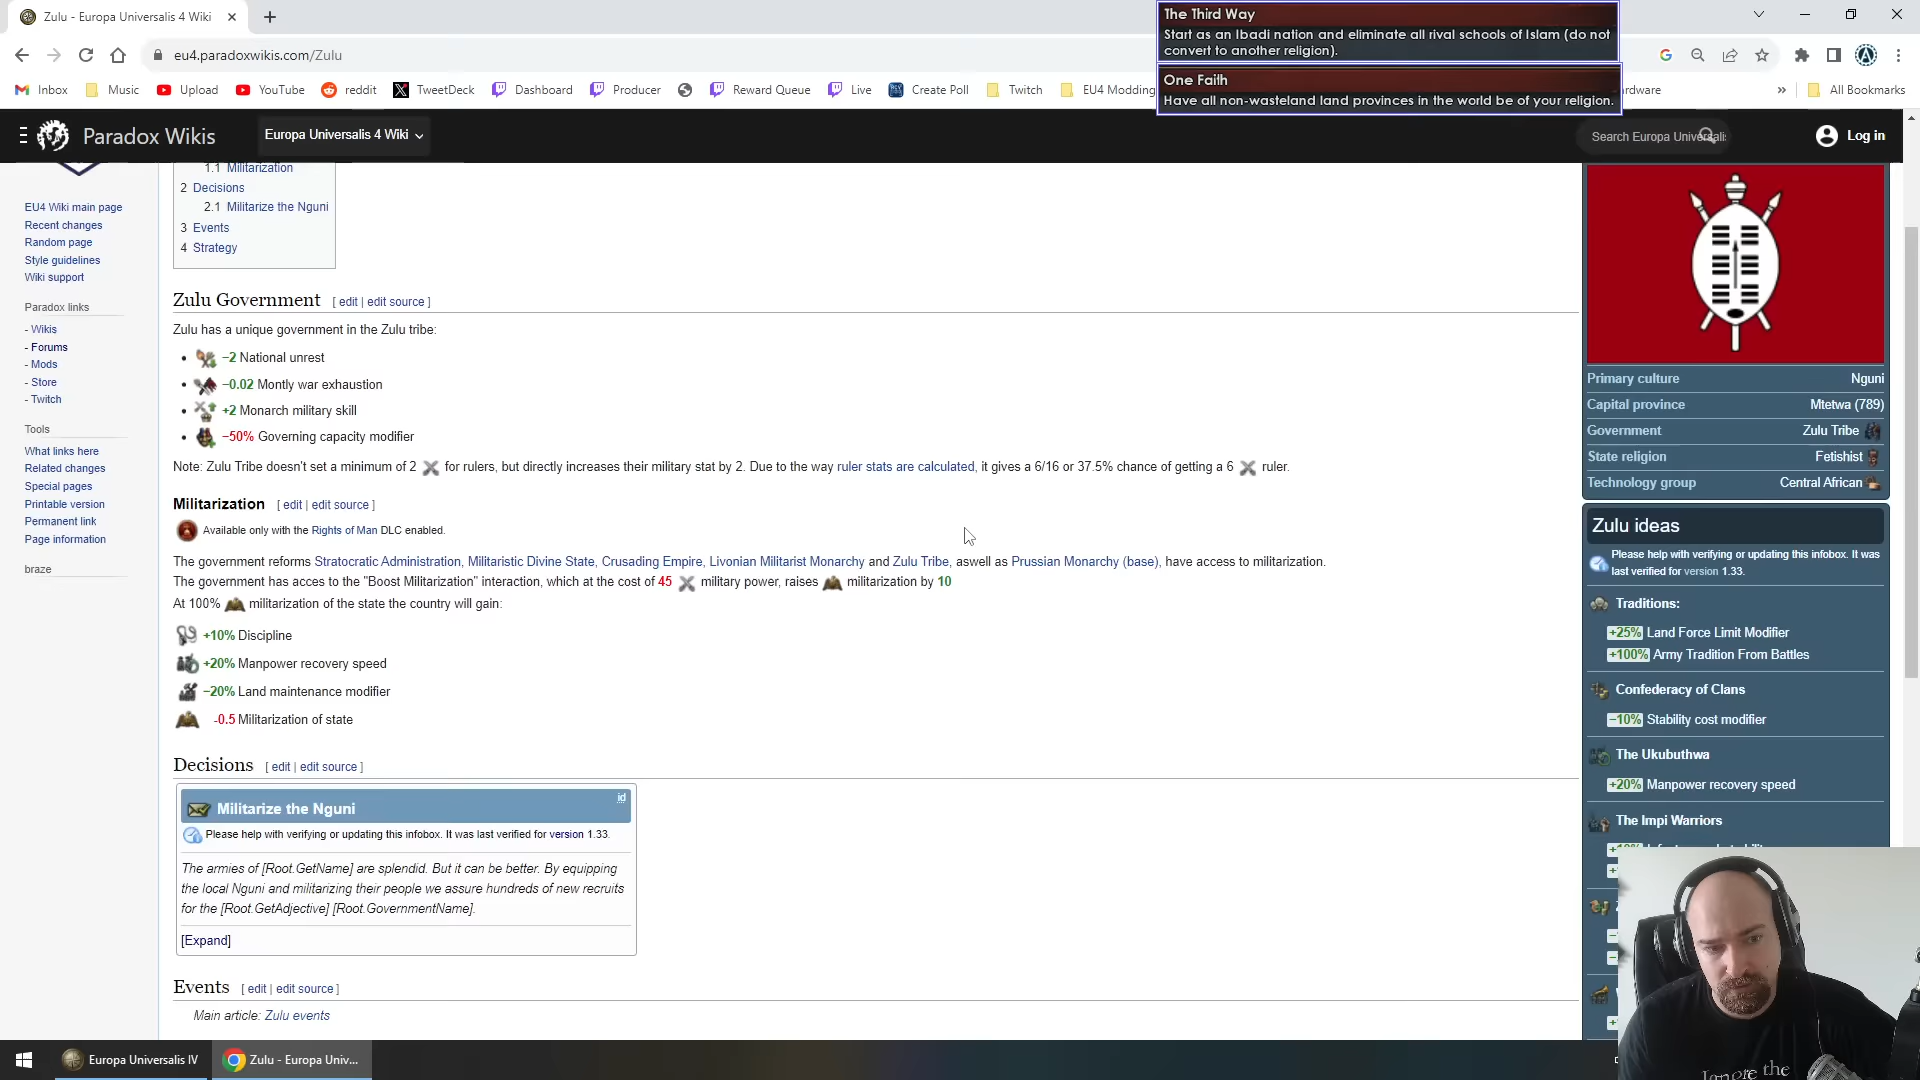 Zulu - Europa Universalis 4 Wiki
eu4.paradoxwikis.com/Zulu
The Third Way
Start as an Ibadi nation and eliminate all rival schools of Islam (do not
convert to another religion).
One Faith
Have all non-wasteland land provinces in the world be of your religion.
Inbox
Music
Upload
YouTube
reddit
TweetDeck
Dashboard
Producer
Reward Queue
Live
Create Poll
Twitch
EU4 Modding
rdware
All Bookmarks
Paradox Wikis
Europa Universalis 4 Wiki
Search Europa Universalis
Log in
EU4 Wiki main page
Recent changes
Random page
Style guidelines
Wiki support
Paradox links
- Wikis
- Forums
- Mods
- Store
- Twitch
Tools
What links here
Related changes
Special pages
Printable version
Permanent link
Page information
braze
1.1 Militarization
2 Decisions
2.1 Militarize the Nguni
3 Events
4 Strategy
Zulu Government [ edit | edit source ]
Zulu has a unique government in the Zulu tribe:
−2 National unrest
−0.02 Montly war exhaustion
+2 Monarch military skill
−50% Governing capacity modifier
Note: Zulu Tribe doesn't set a minimum of 2 for rulers, but directly increases their military stat by 2. Due to the way ruler stats are calculated, it gives a 6/16 or 37.5% chance of getting a 6 ruler.
Militarization [ edit | edit source ]
Available only with the Rights of Man DLC enabled.
The government reforms Stratocratic Administration, Militaristic Divine State, Crusading Empire, Livonian Militarist Monarchy and Zulu Tribe, aswell as Prussian Monarchy (base), have access to militarization.
The government has acces to the "Boost Militarization" interaction, which at the cost of 45 military power, raises militarization by 10
At 100% militarization of the state the country will gain:
+10% Discipline
+20% Manpower recovery speed
−20% Land maintenance modifier
-0.5 Militarization of state
Decisions [ edit | edit source ]
Militarize the Nguni
id
Please help with verifying or updating this infobox. It was last verified for version 1.33.
The armies of [Root.GetName] are splendid. But it can be better. By equipping
the local Nguni and militarizing their people we assure hundreds of new recruits
for the [Root.GetAdjective] [Root.GovernmentName].
[Expand]
Events [ edit | edit source ]
Main article: Zulu events
Primary culture Nguni
Capital province Mtetwa (789)
Government Zulu Tribe
State religion Fetishist
Technology group Central African
Zulu ideas
Please help with verifying or updating this infobox. It was
last verified for version 1.33.
Traditions:
+25% Land Force Limit Modifier
+100% Army Tradition From Battles
Confederacy of Clans
−10% Stability cost modifier
The Ukubuthwa
+20% Manpower recovery speed
The Impi Warriors
Ignore the
Europa Universalis IV
Zulu - Europa Univ...